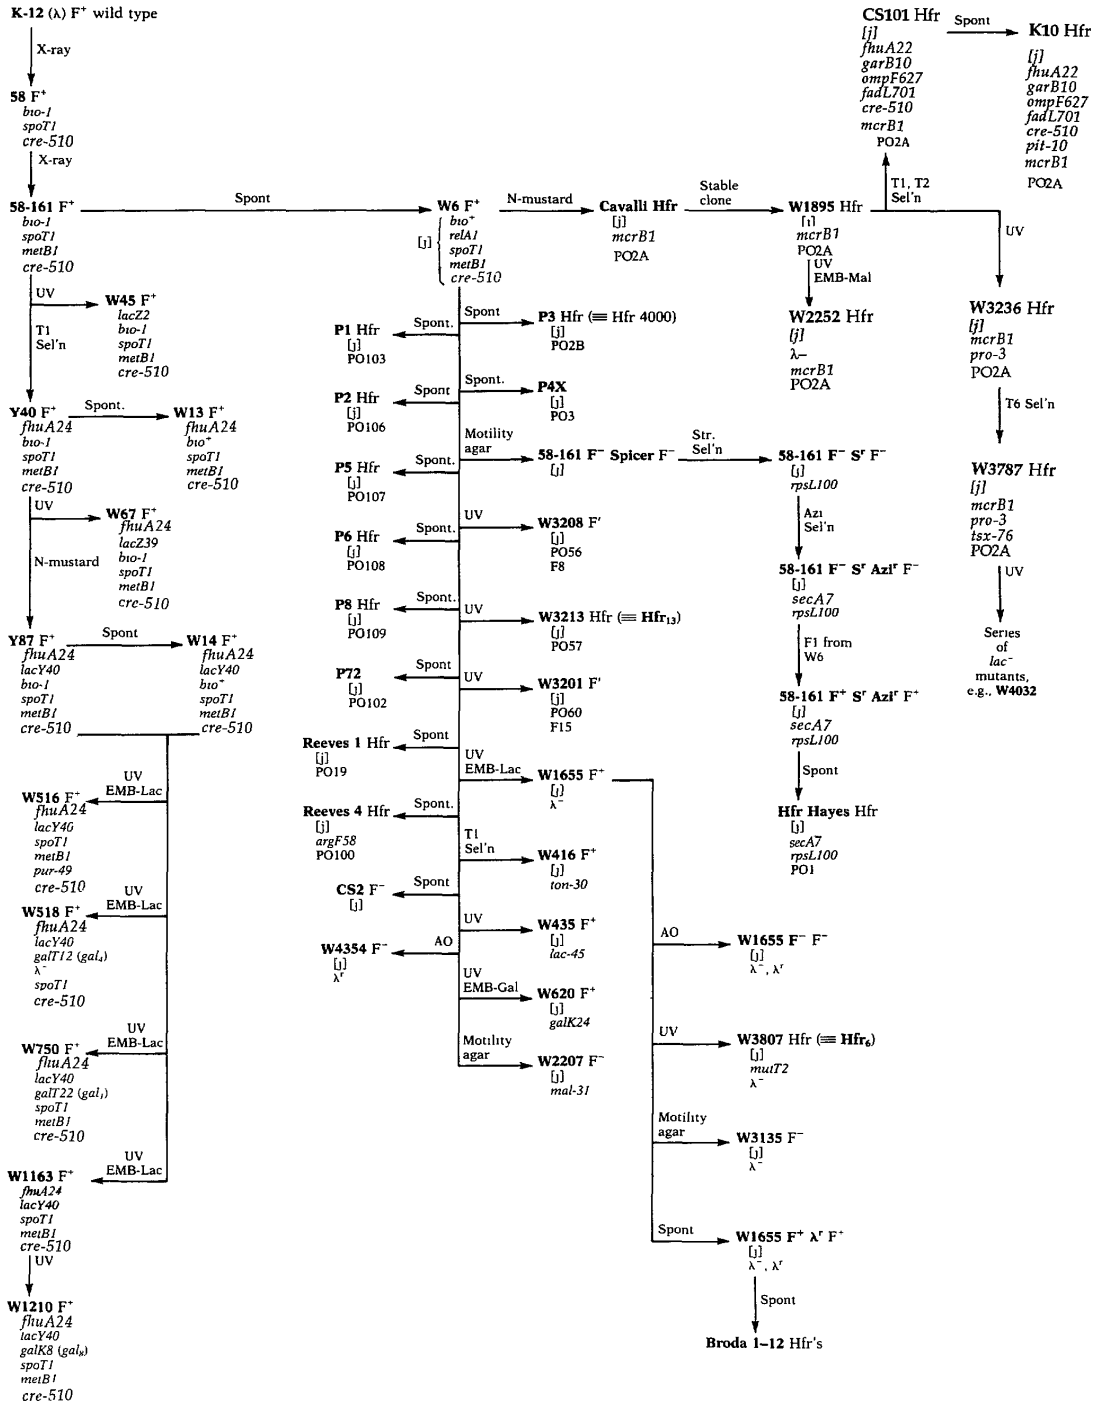 K-12 (λ) F⁺ wild type
X-ray
58 F⁺
bio-1
spoT1
cre-510
X-ray
58-161 F⁺
bio-1
spoT1
metB1
cre-510
UV
W45 F⁺
lacZ2
bio-1
spoT1
metB1
cre-510
T1
Sel'n
Y40 F⁺
fhuA24
bio-1
spoT1
metB1
cre-510
Spont.
W13 F⁺
fhuA24
bio⁺
spoT1
metB1
cre-510
UV
W67 F⁺
fhuA24
lacZ39
bio-1
spoT1
metB1
cre-510
N-mustard
Y87 F⁺
fhuA24
lacY40
bio-1
spoT1
metB1
cre-510
Spont
W14 F⁺
fhuA24
lacY40
bio⁺
spoT1
metB1
cre-510
UV
EMB-Lac
W516 F⁺
fhuA24
lacY40
spoT1
metB1
pur-49
cre-510
UV
EMB-Lac
W518 F⁺
fhuA24
lacY40
galT12 (gal₄)
λ⁻
spoT1
cre-510
UV
EMB-Lac
W750 F⁺
fhuA24
lacY40
galT22 (gal₁)
spoT1
metB1
cre-510
UV
EMB-Lac
W1163 F⁺
fhuA24
lacY40
spoT1
metB1
cre-510
UV
W1210 F⁺
fhuA24
lacY40
galK8 (gal₈)
spoT1
metB1
cre-510
Spont
W6 F⁺
[j]
bio⁺
relA1
spoT1
metB1
cre-510
N-mustard
Cavalli Hfr
[j]
mcrB1
PO2A
Stable
clone
W1895 Hfr
[j]
mcrB1
PO2A
UV
EMB-Mal
W2252 Hfr
[j]
λ–
mcrB1
PO2A
T1, T2
Sel'n
CS101 Hfr
[j]
fhuA22
garB10
ompF627
fadL701
cre-510
mcrB1
PO2A
Spont
K10 Hfr
[j]
fhuA22
garB10
ompF627
fadL701
cre-510
pit-10
mcrB1
PO2A
UV
W3236 Hfr
[j]
mcrB1
pro-3
PO2A
T6 Sel'n
W3787 Hfr
[j]
mcrB1
pro-3
tsx-76
PO2A
UV
Series
of
lac⁻
mutants,
e.g., W4032
Spont.
P1 Hfr
[j]
PO103
Spont
P3 Hfr (≡ Hfr 4000)
[j]
PO2B
Spont
P2 Hfr
[j]
PO106
Spont.
P4X
[j]
PO3
Motility
agar
58-161 F⁻ Spicer F⁻
[j]
Str.
Sel'n
58-161 F⁻ Sʳ F⁻
[j]
rpsL100
Azi
Sel'n
58-161 F⁻ Sʳ Aziʳ F⁻
[j]
secA7
rpsL100
F1 from
W6
58-161 F⁺ Sʳ Aziʳ F⁺
[j]
secA7
rpsL100
Spont
Hfr Hayes Hfr
[j]
secA7
rpsL100
PO1
Spont.
P5 Hfr
[j]
PO107
UV
W3208 F′
[j]
PO56
F8
Spont.
P6 Hfr
[j]
PO108
Spont.
P8 Hfr
[j]
PO109
UV
W3213 Hfr (≡ Hfr₁₃)
[j]
PO57
Spont
P72
[j]
PO102
UV
W3201 F′
[j]
PO60
F15
Spont
Reeves 1 Hfr
[j]
PO19
UV
EMB-Lac
W1655 F⁺
[j]
λ⁻
Spont.
Reeves 4 Hfr
[j]
argF58
PO100
T1
Sel'n
W416 F⁺
[j]
ton-30
Spont
CS2 F⁻
[j]
UV
W435 F⁺
[j]
lac-45
AO
W4354 F⁻
[j]
λʳ
UV
EMB-Gal
W620 F⁺
[j]
galK24
Motility
agar
W2207 F⁻
[j]
mal-31
AO
W1655 F⁻ F⁻
[j]
λ⁻, λʳ
UV
W3807 Hfr (≡ Hfr₆)
[j]
mutT2
λ⁻
Motility
agar
W3135 F⁻
[j]
λ⁻
Spont
W1655 F⁺ λʳ F⁺
[j]
λ⁻, λʳ
Spont
Broda 1–12 Hfr's